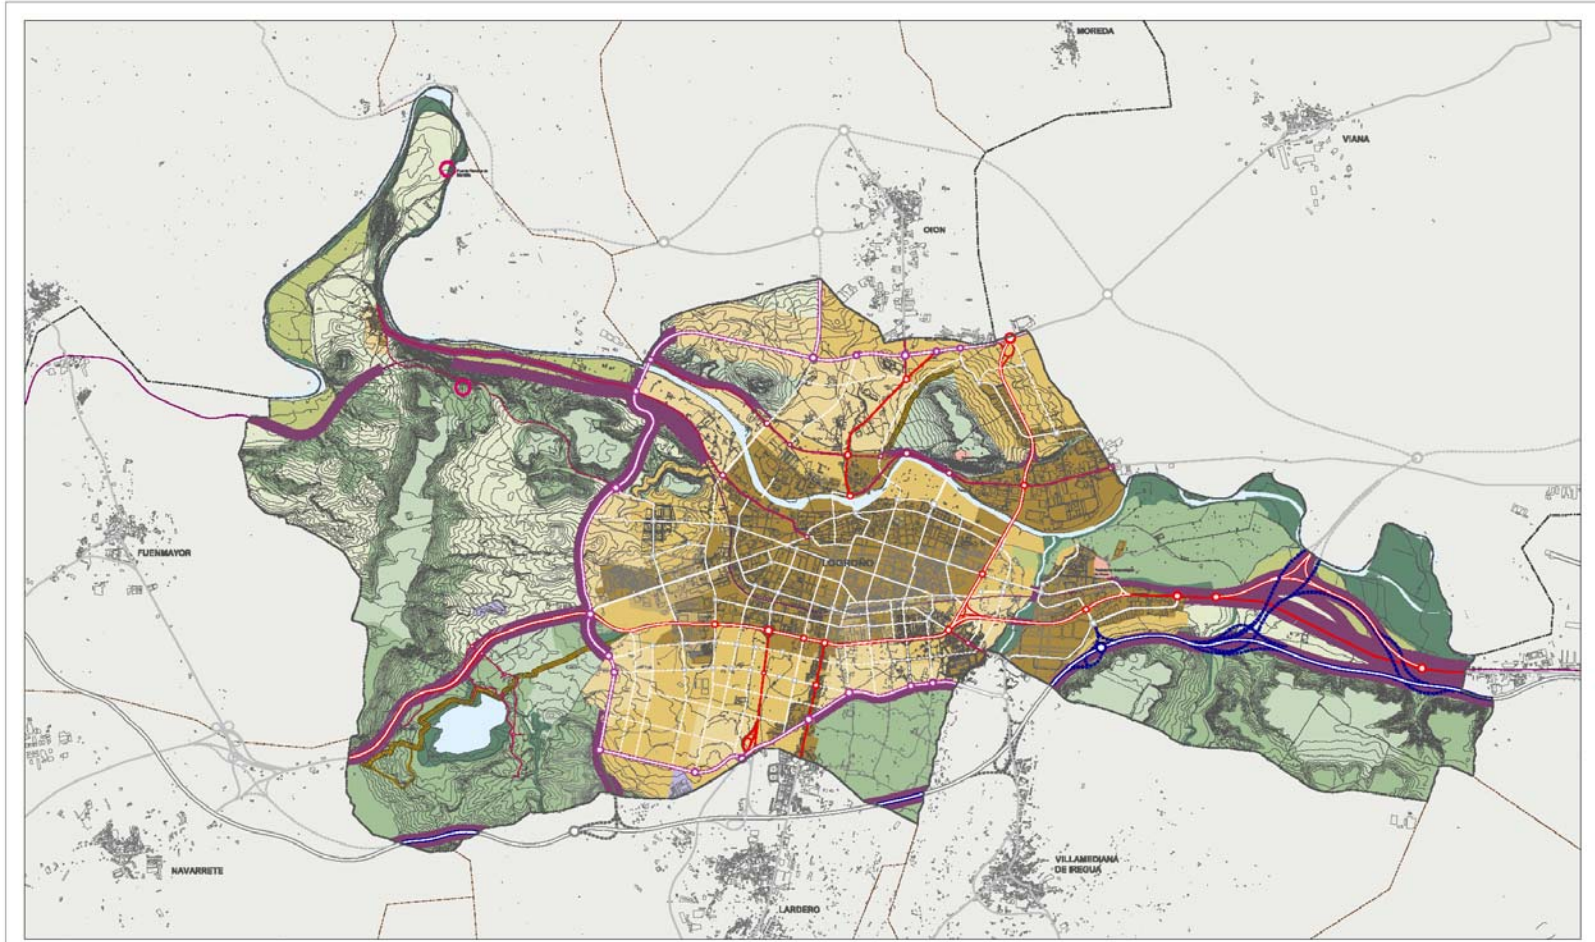 MOREDA
VIANA
OION
FUENMAYOR
LOGROÑO
NAVARRETE
VILLAMEDIANA
DE IREGUA
LARDERO